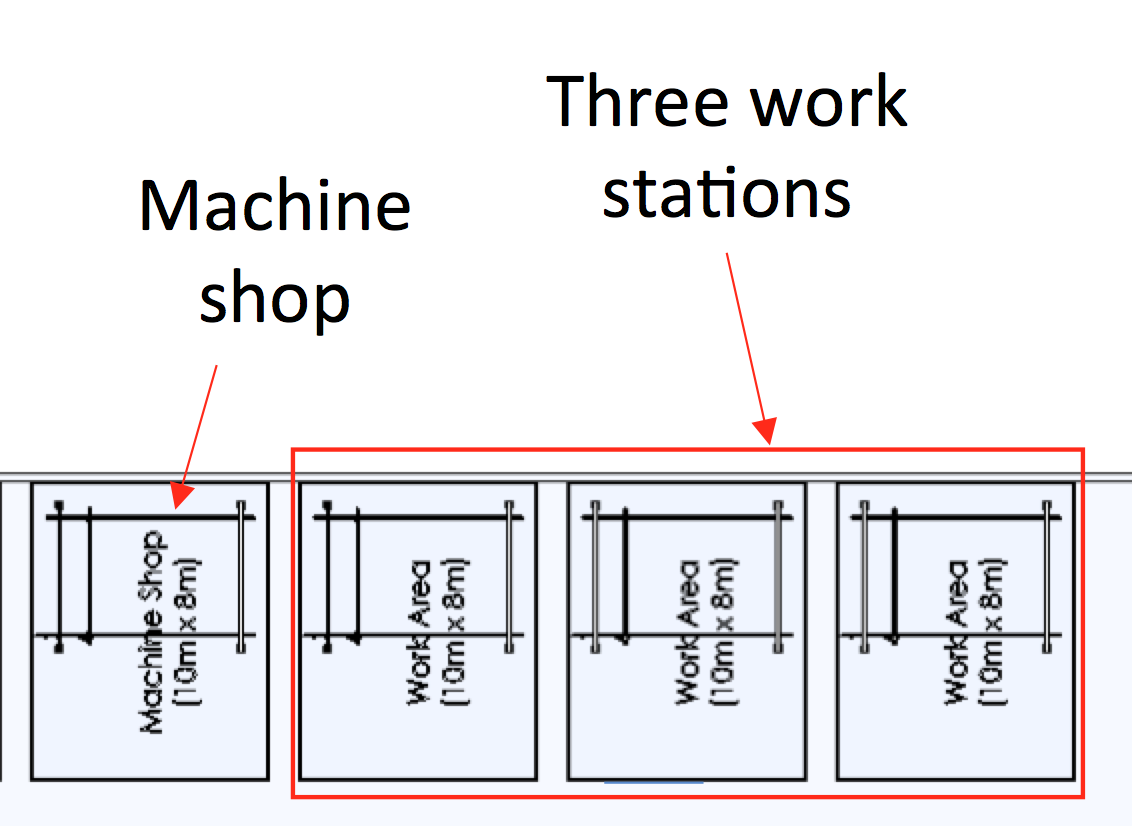 Three work
stations
Machine
shop
Machine Shop
(10m x 8m)
Work Area
(10m x 8m)
Work Area
(10m x 8m)
Work Area
(10m x 8m)